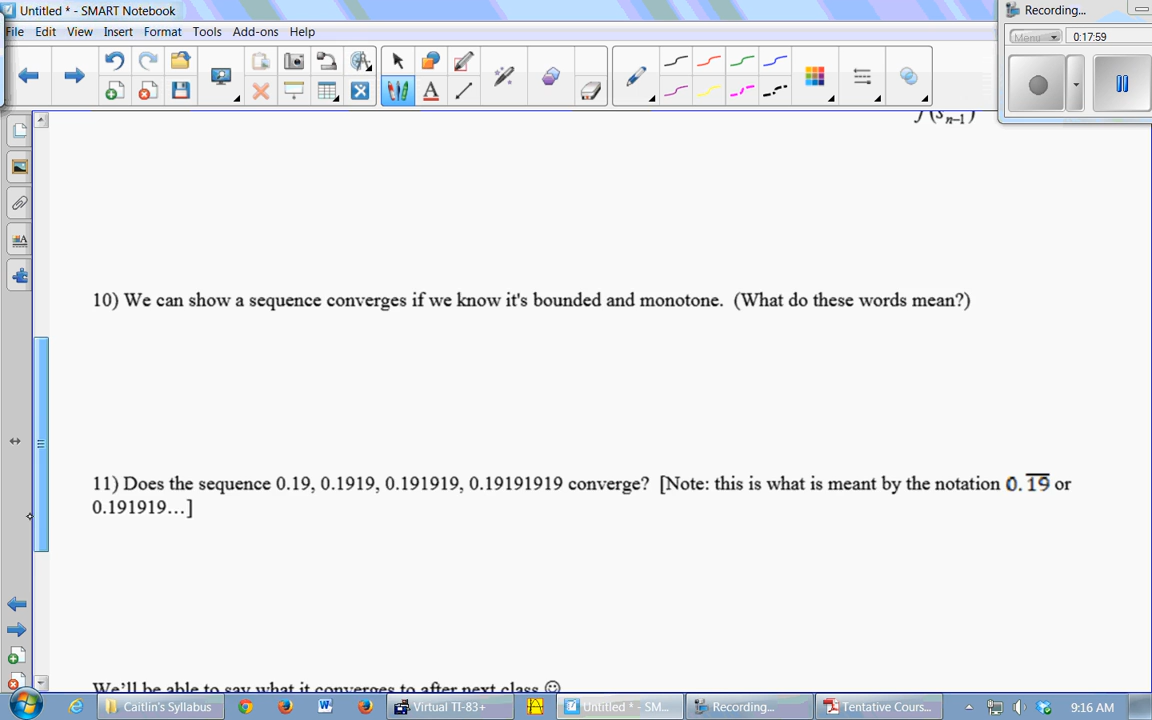 Untitled * - SMART Notebook
Recording...
File Edit View Insert Format Tools Add-ons Help
Menu
0:17:59
10) We can show a sequence converges if we know it's bounded and monotone. (What do these words mean?)
11) Does the sequence 0.19, 0.1919, 0.191919, 0.19191919 converge? [Note: this is what is meant by the notation 0.1̅9̅ or
0.191919…]
We'll be able to say what it converges to after next class ☺
Caitlin's Syllabus
Virtual TI-83+
Untitled * - SM...
Recording...
Tentative Cours...
9:16 AM